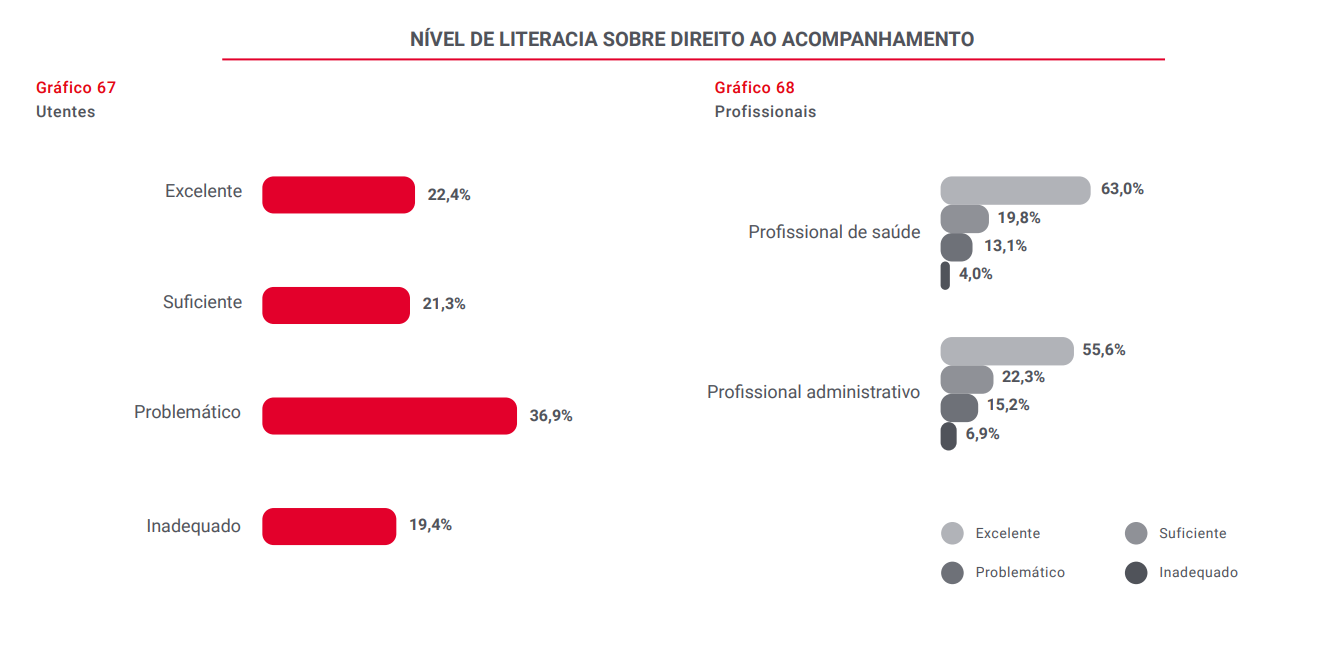 NÍVEL DE LITERACIA SOBRE DIREITO AO ACOMPANHAMENTO
Gráfico 67
Utentes
Excelente 22,4%
Suficiente 21,3%
Problemático 36,9%
Inadequado 19,4%
Gráfico 68
Profissionais
63,0%
19,8%
Profissional de saúde
13,1%
4,0%
55,6%
22,3%
Profissional administrativo
15,2%
6,9%
Excelente Suficiente
Problemático Inadequado